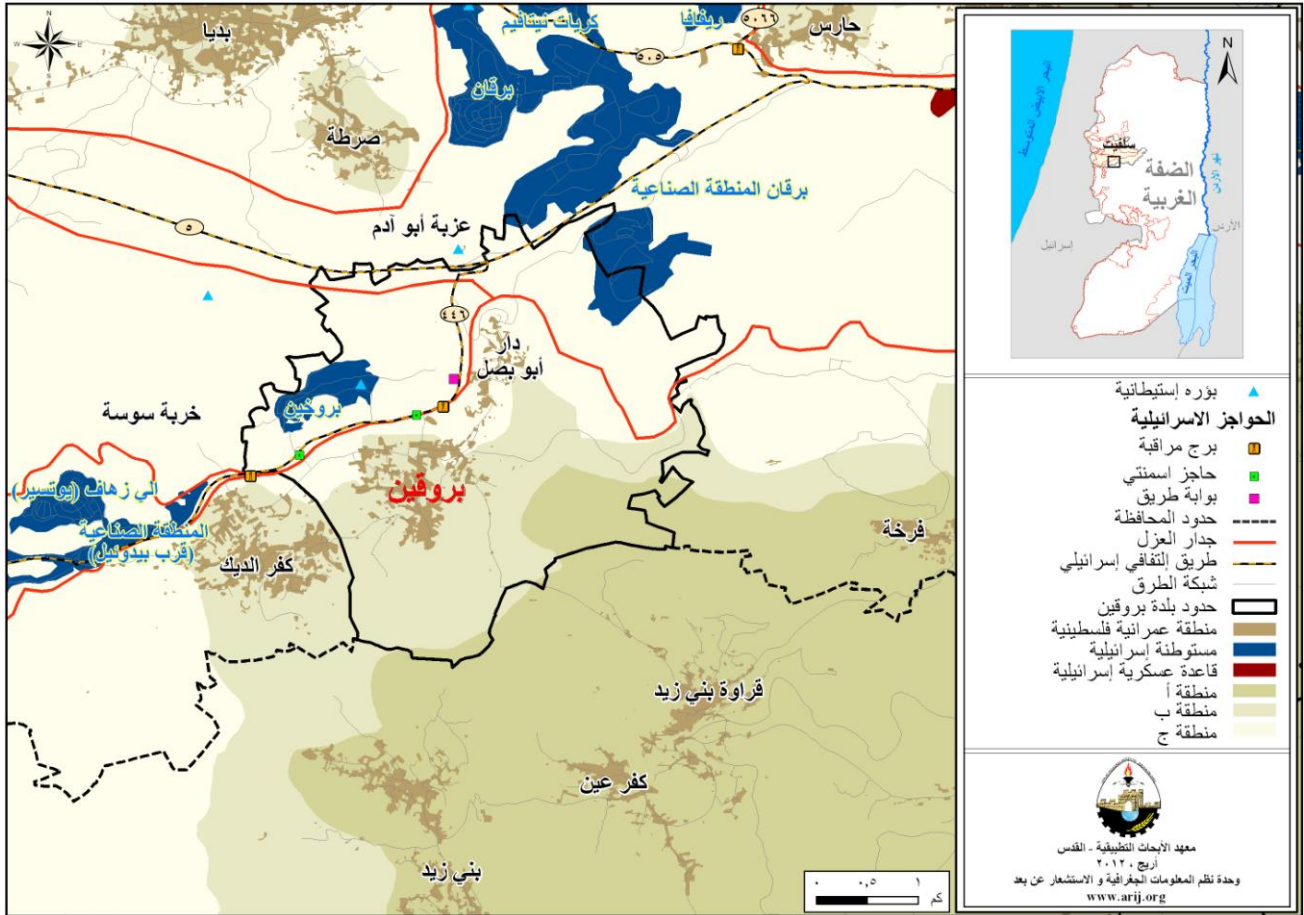 بديا
كريات نيتافيم
ريفافا
٥٠٦٦
حارس
٥٠٥
برقان
صرطة
برقان المنطقة الصناعية
عزبة أبو آدم
٥
٤٤٦
دار
أبو بصل
خربة سوسة
بروخين
بروقين
الي زهاف (يوتسير)
المنطقة الصناعية
(قرب بيدوئيل)
كفر الديك
فرخة
قراوة بني زيد
كفر عين
بني زيد
٠ ٠,٥ ١
كم
N
البحر الابيض المتوسط
سلفيت
الضفة
الغربية
نهر الأردن
الأردن
إسرائيل
البحر الميت
بؤره إستيطانية
الحواجز الاسرائيلية
برج مراقبة
حاجز اسمنتي
بوابة طريق
حدود المحافظة
جدار العزل
طريق إلتفافي إسرائيلي
شبكة الطرق
حدود بلدة بروقين
منطقة عمرانية فلسطينية
مستوطنة إسرائيلية
قاعدة عسكرية إسرائيلية
منطقة أ
منطقة ب
منطقة ج
معهد الأبحاث التطبيقية - القدس
أريج ، ٢٠١٢
وحدة نظم المعلومات الجغرافية و الاستشعار عن بعد
www.arij.org